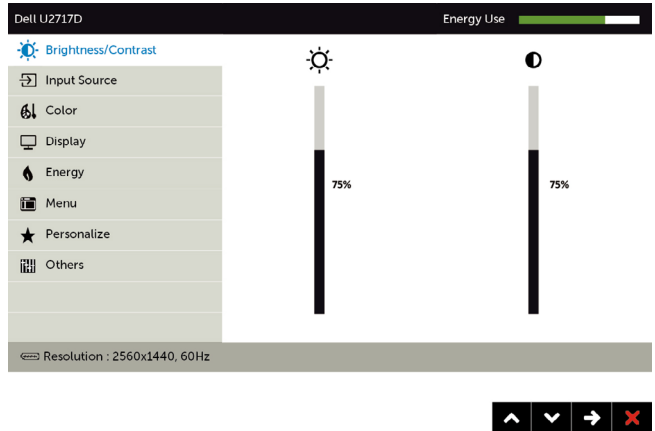 Dell U2717D
Energy Use
Brightness/Contrast
Input Source
Color
Display
Energy
Menu
Personalize
Others
75%
75%
Resolution : 2560x1440, 60Hz